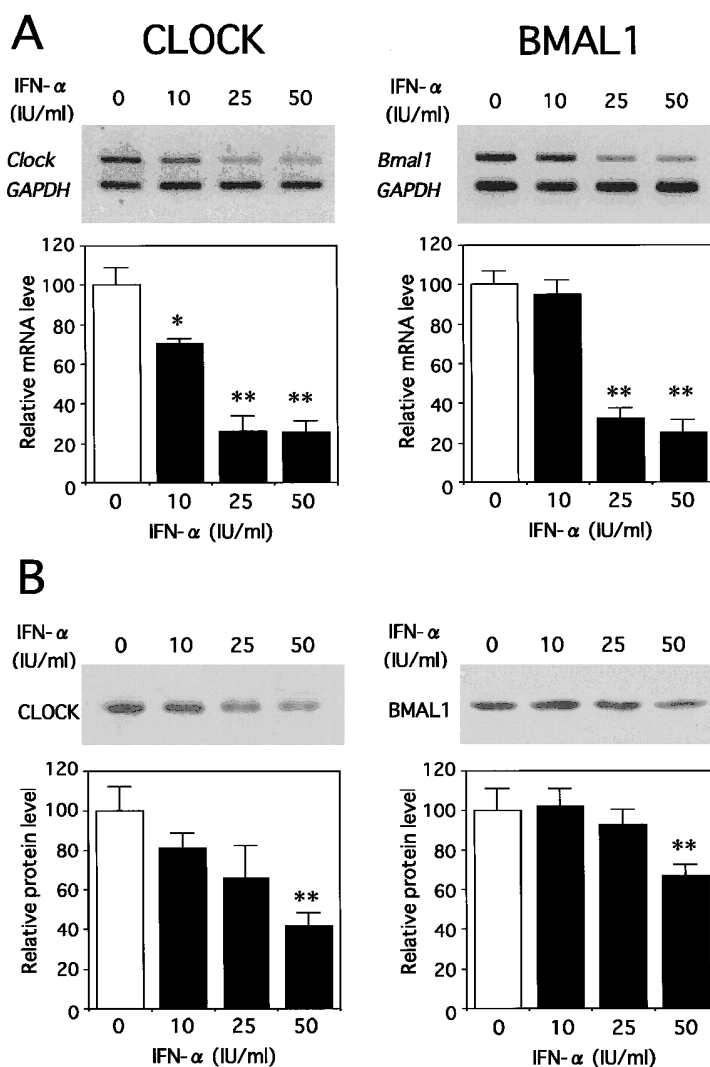 A
CLOCK
BMAL1
IFN-α
(IU/ml)
0 10 25 50
Clock
GAPDH
120
100
80
60
40
20
0
Relative mRNA leve
*
**
**
0 10 25 50
IFN-α (IU/ml)
IFN-α
(IU/ml)
0 10 25 50
Bmal1
GAPDH
120
100
80
60
40
20
0
Relative mRNA leve
**
**
0 10 25 50
IFN-α (IU/ml)
B
IFN-α
(IU/ml)
0 10 25 50
CLOCK
120
100
80
60
40
20
0
Relative protein level
**
0 10 25 50
IFN-α (IU/ml)
IFN-α
(IU/ml)
0 10 25 50
BMAL1
120
100
80
60
40
20
0
Relative protein level
**
0 10 25 50
IFN-α (IU/ml)